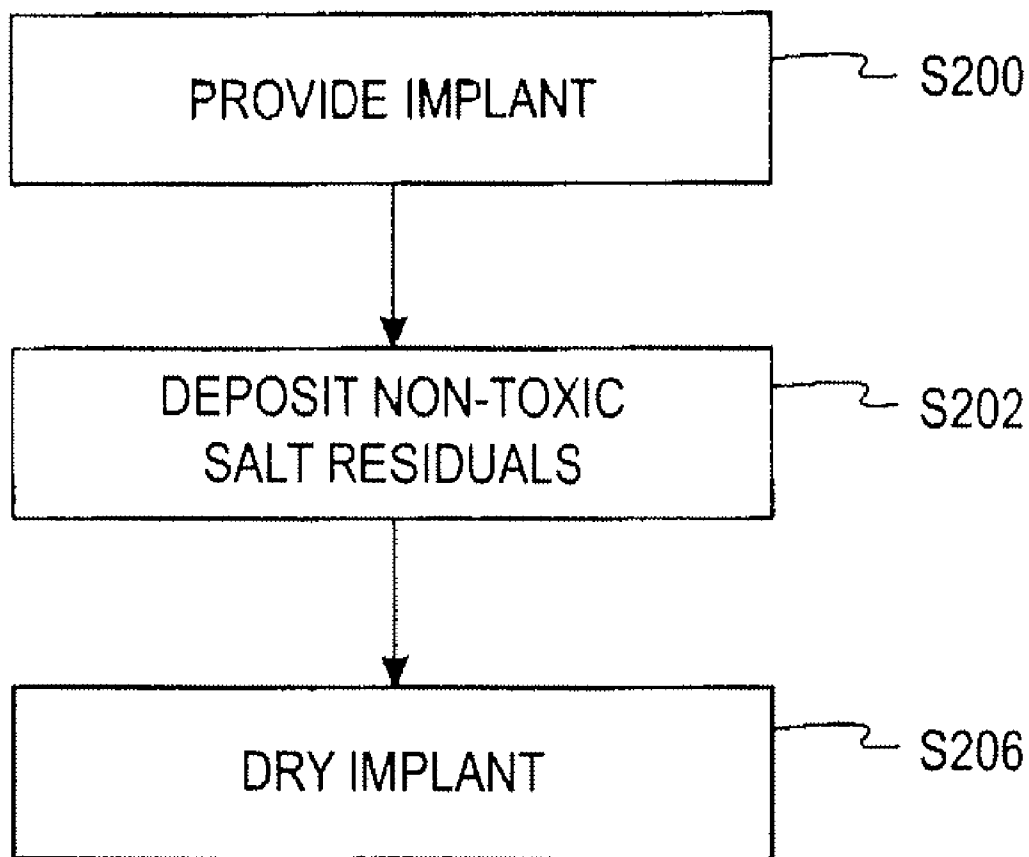 PROVIDE IMPLANT
S200
DEPOSIT NON-TOXIC
SALT RESIDUALS
S202
DRY IMPLANT
S206